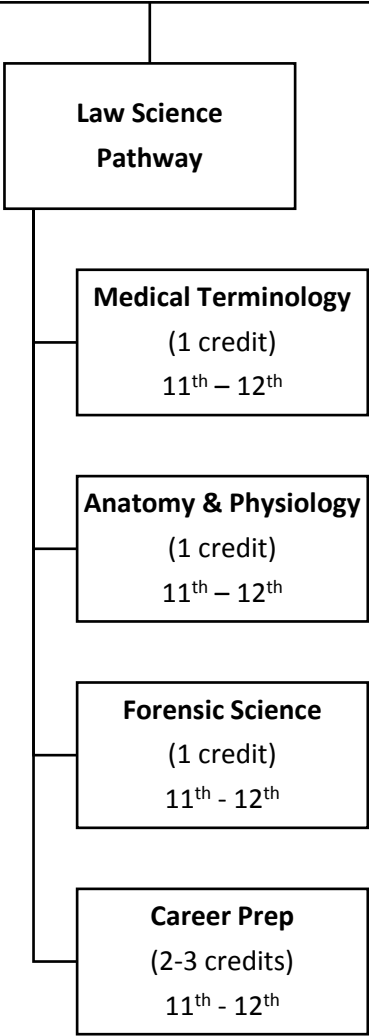 Law Science
Pathway
Medical Terminology
(1 credit)
11th – 12th
Anatomy & Physiology
(1 credit)
11th – 12th
Forensic Science
(1 credit)
11th - 12th
Career Prep
(2-3 credits)
11th - 12th